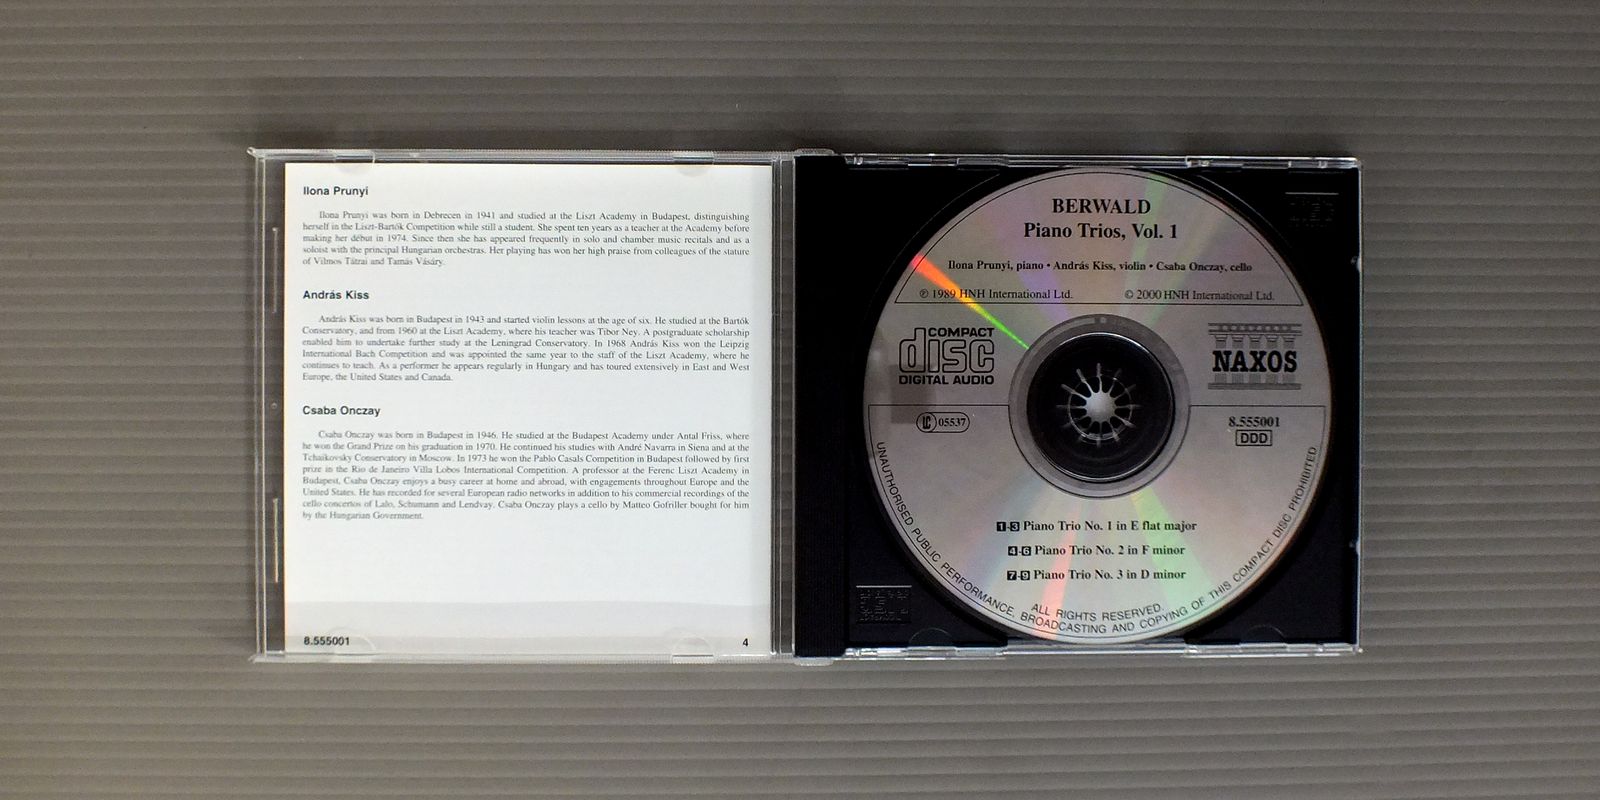 Ilona Prunyi
Ilona Prunyi was born in Debrecen in 1941 and studied at the Liszt Academy in Budapest, distinguishing
herself in the Liszt-Bartók Competition while still a student. She spent ten years as a teacher at the Academy before
making her début in 1974. Since then she has appeared frequently in solo and chamber music recitals and as a
soloist with the principal Hungarian orchestras. Her playing has won her high praise from colleagues of the stature
of Vilmos Tátrai and Tamás Vásáry.
András Kiss
András Kiss was born in Budapest in 1943 and started violin lessons at the age of six. He studied at the Bartók
Conservatory, and from 1960 at the Liszt Academy, where his teacher was Tibor Ney. A postgraduate scholarship
enabled him to undertake further study at the Leningrad Conservatory. In 1968 András Kiss won the Leipzig
International Bach Competition and was appointed the same year to the staff of the Liszt Academy, where he
continues to teach. As a performer he appears regularly in Hungary and has toured extensively in East and West
Europe, the United States and Canada.
Csaba Onczay
Csaba Onczay was born in Budapest in 1946. He studied at the Budapest Academy under Antal Friss, where
he won the Grand Prize on his graduation in 1970. He continued his studies with André Navarra in Siena and at the
Tchaikovsky Conservatory in Moscow. In 1973 he won the Pablo Casals Competition in Budapest followed by first
prize in the Rio de Janeiro Villa Lobos International Competition. A professor at the Ferenc Liszt Academy in
Budapest, Csaba Onczay enjoys a busy career at home and abroad, with engagements throughout Europe and the
United States. He has recorded for several European radio networks in addition to his commercial recordings of the
cello concertos of Lalo, Schumann and Lendvay. Csaba Onczay plays a cello by Matteo Gofriller bought for him
by the Hungarian Government.
8.555001 4
BERWALD
Piano Trios, Vol. 1
Ilona Prunyi, piano • András Kiss, violin • Csaba Onczay, cello
℗ 1989 HNH International Ltd. © 2000 HNH International Ltd.
COMPACT
disc
DIGITAL AUDIO
NAXOS
LC 05537
8.555001
DDD
1-3 Piano Trio No. 1 in E flat major
4-6 Piano Trio No. 2 in F minor
7-9 Piano Trio No. 3 in D minor
ALL RIGHTS RESERVED.
UNAUTHORISED PUBLIC PERFORMANCE, BROADCASTING AND COPYING OF THIS COMPACT DISC PROHIBITED